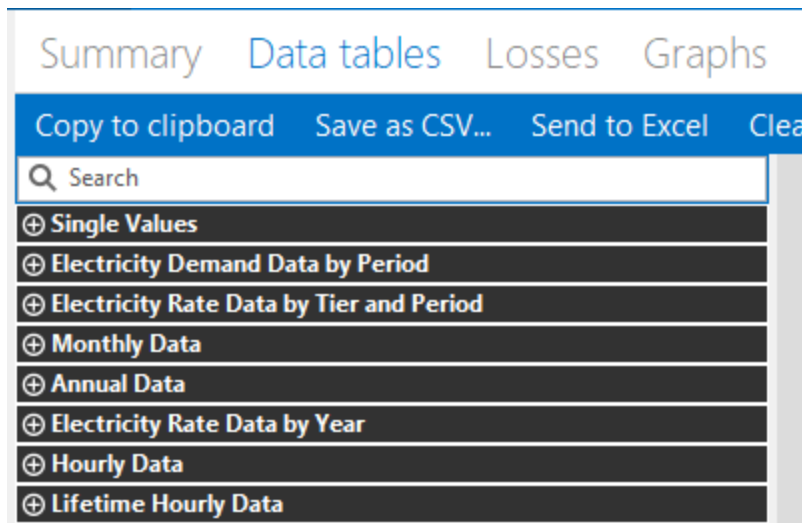 Summary Data tables Losses Graphs
Copy to clipboard Save as CSV... Send to Excel Clea
Search
Single Values
Electricity Demand Data by Period
Electricity Rate Data by Tier and Period
Monthly Data
Annual Data
Electricity Rate Data by Year
Hourly Data
Lifetime Hourly Data